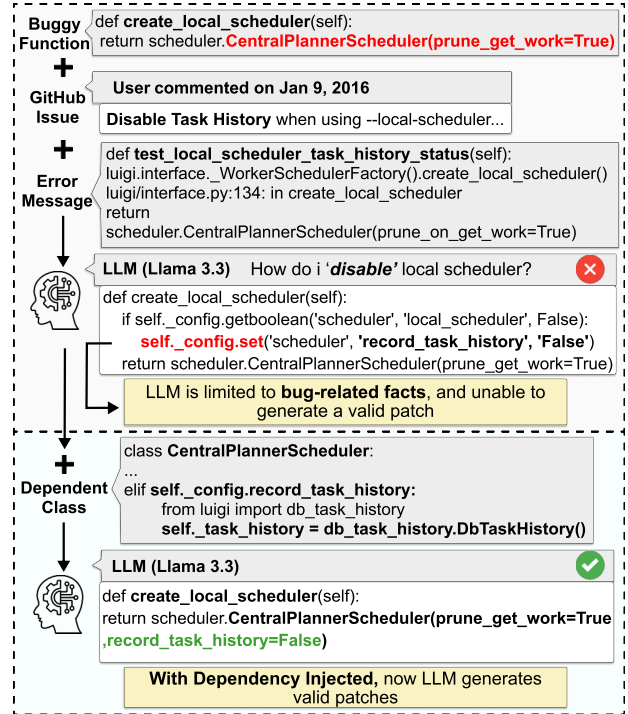 Buggy
Function
def create_local_scheduler(self):
return scheduler.CentralPlannerScheduler(prune_get_work=True)
+
GitHub
Issue
User commented on Jan 9, 2016
Disable Task History when using --local-scheduler...
+
Error
Message
def test_local_scheduler_task_history_status(self):
luigi.interface._WorkerSchedulerFactory().create_local_scheduler()
luigi/interface.py:134: in create_local_scheduler
return
scheduler.CentralPlannerScheduler(prune_on_get_work=True)
LLM (Llama 3.3) How do i ‘disable’ local scheduler?
def create_local_scheduler(self):
if self._config.getboolean('scheduler', 'local_scheduler', False):
self._config.set('scheduler', 'record_task_history', 'False')
return scheduler.CentralPlannerScheduler(prune_get_work=True)
LLM is limited to bug-related facts, and unable to
generate a valid patch
+
Dependent
Class
class CentralPlannerScheduler:
...
elif self._config.record_task_history:
from luigi import db_task_history
self._task_history = db_task_history.DbTaskHistory()
LLM (Llama 3.3)
def create_local_scheduler(self):
return scheduler.CentralPlannerScheduler(prune_get_work=True
,record_task_history=False)
With Dependency Injected, now LLM generates
valid patches